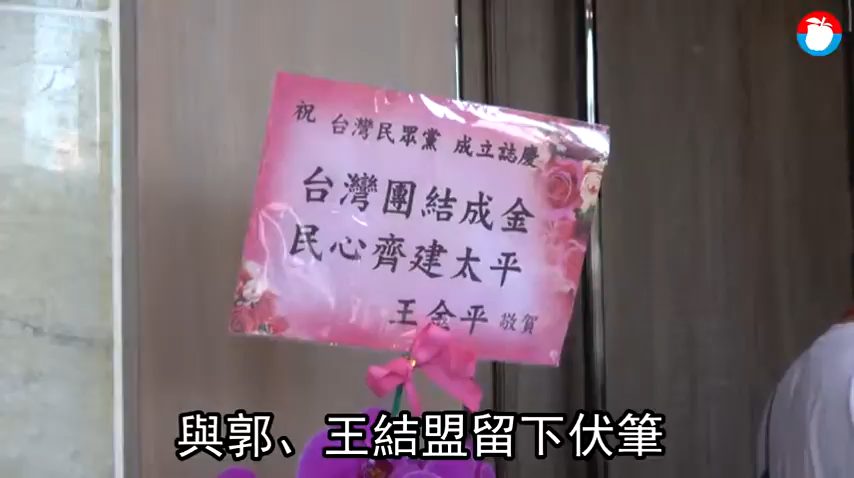 祝 台灣民眾黨 成立誌慶
台灣團結成金
民心齊建太平
王金平 敬賀
與郭、王結盟留下伏筆